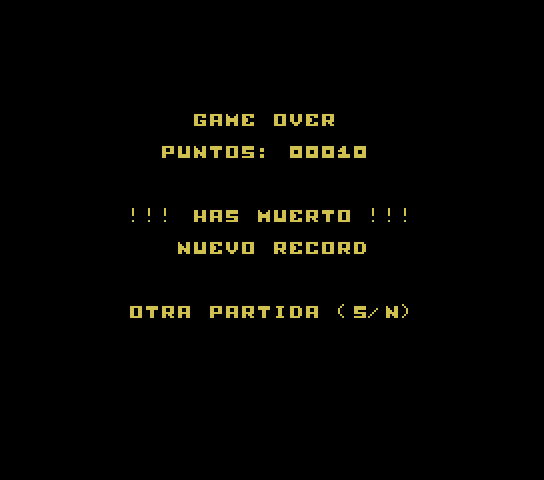 GAME OVER
PUNTOS: 00010
!!! HAS MUERTO !!!
NUEVO RECORD
OTRA PARTIDA (S/N)